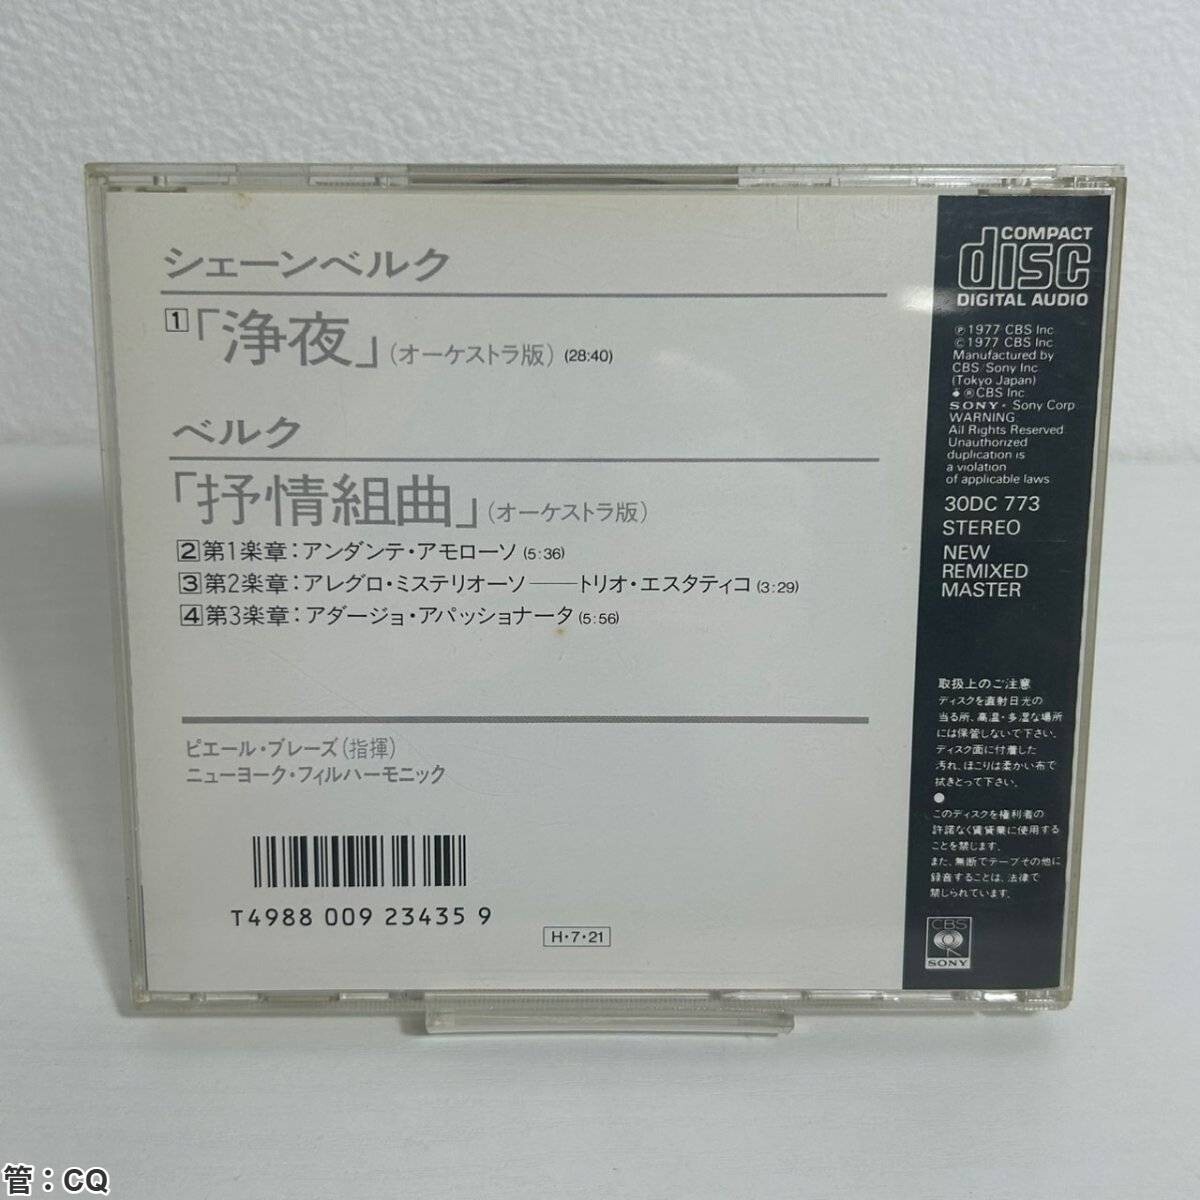 シェーンベルク
1「浄夜」(オーケストラ版) (28:40)
ベルク
「抒情組曲」(オーケストラ版)
2 第1楽章:アンダンテ・アモローソ (5:36)
3 第2楽章:アレグロ・ミステリオーソ――トリオ・エスタティコ (3:29)
4 第3楽章:アダージョ・アパッショナータ (5:56)
ピエール・ブレーズ(指揮)
ニューヨーク・フィルハーモニック
T4988 009 23435 9
H・7・21
COMPACT
disc
DIGITAL AUDIO
℗ 1977 CBS Inc
© 1977 CBS Inc
Manufactured by
CBS/Sony Inc
(Tokyo Japan)
® CBS Inc
SONY・Sony Corp
WARNING
All Rights Reserved
Unauthorized
duplication is
a violation
of applicable laws
30DC 773
STEREO
NEW
REMIXED
MASTER
取扱上のご注意
ディスクを直射日光の
当る所、高温・多湿な場所
には保管しないで下さい。
ディスク面に付着した
汚れ、ほこりは柔かい布で
拭きとって下さい。
●
このディスクを権利者の
許諾なく賃貸業に使用する
ことを禁じます。
また、無断でテープその他に
録音することは、法律で
禁じられています。
CBS
SONY
管:CQ